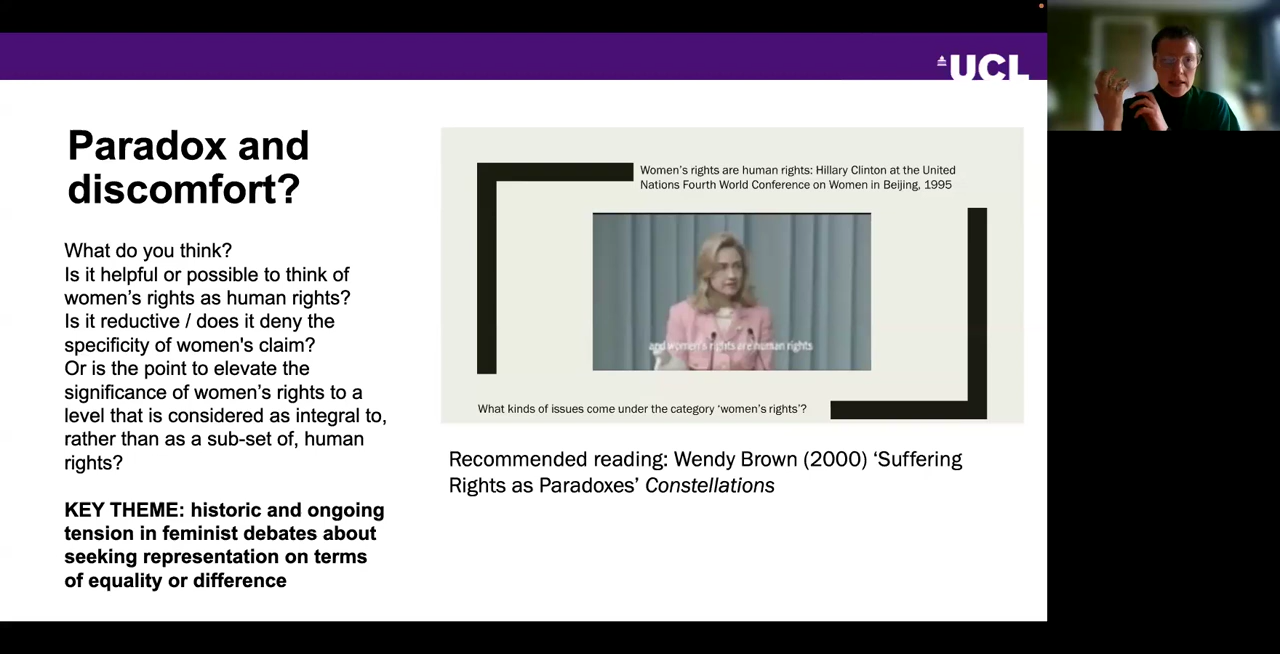 UCL
Paradox and
discomfort?
What do you think?
Is it helpful or possible to think of
women's rights as human rights?
Is it reductive / does it deny the
specificity of women's claim?
Or is the point to elevate the
significance of women's rights to a
level that is considered as integral to,
rather than as a sub-set of, human
rights?
KEY THEME: historic and ongoing
tension in feminist debates about
seeking representation on terms
of equality or difference
Women's rights are human rights: Hillary Clinton at the United
Nations Fourth World Conference on Women in Beijing, 1995
and women's rights are human rights
What kinds of issues come under the category 'women's rights'?
Recommended reading: Wendy Brown (2000) 'Suffering
Rights as Paradoxes' Constellations